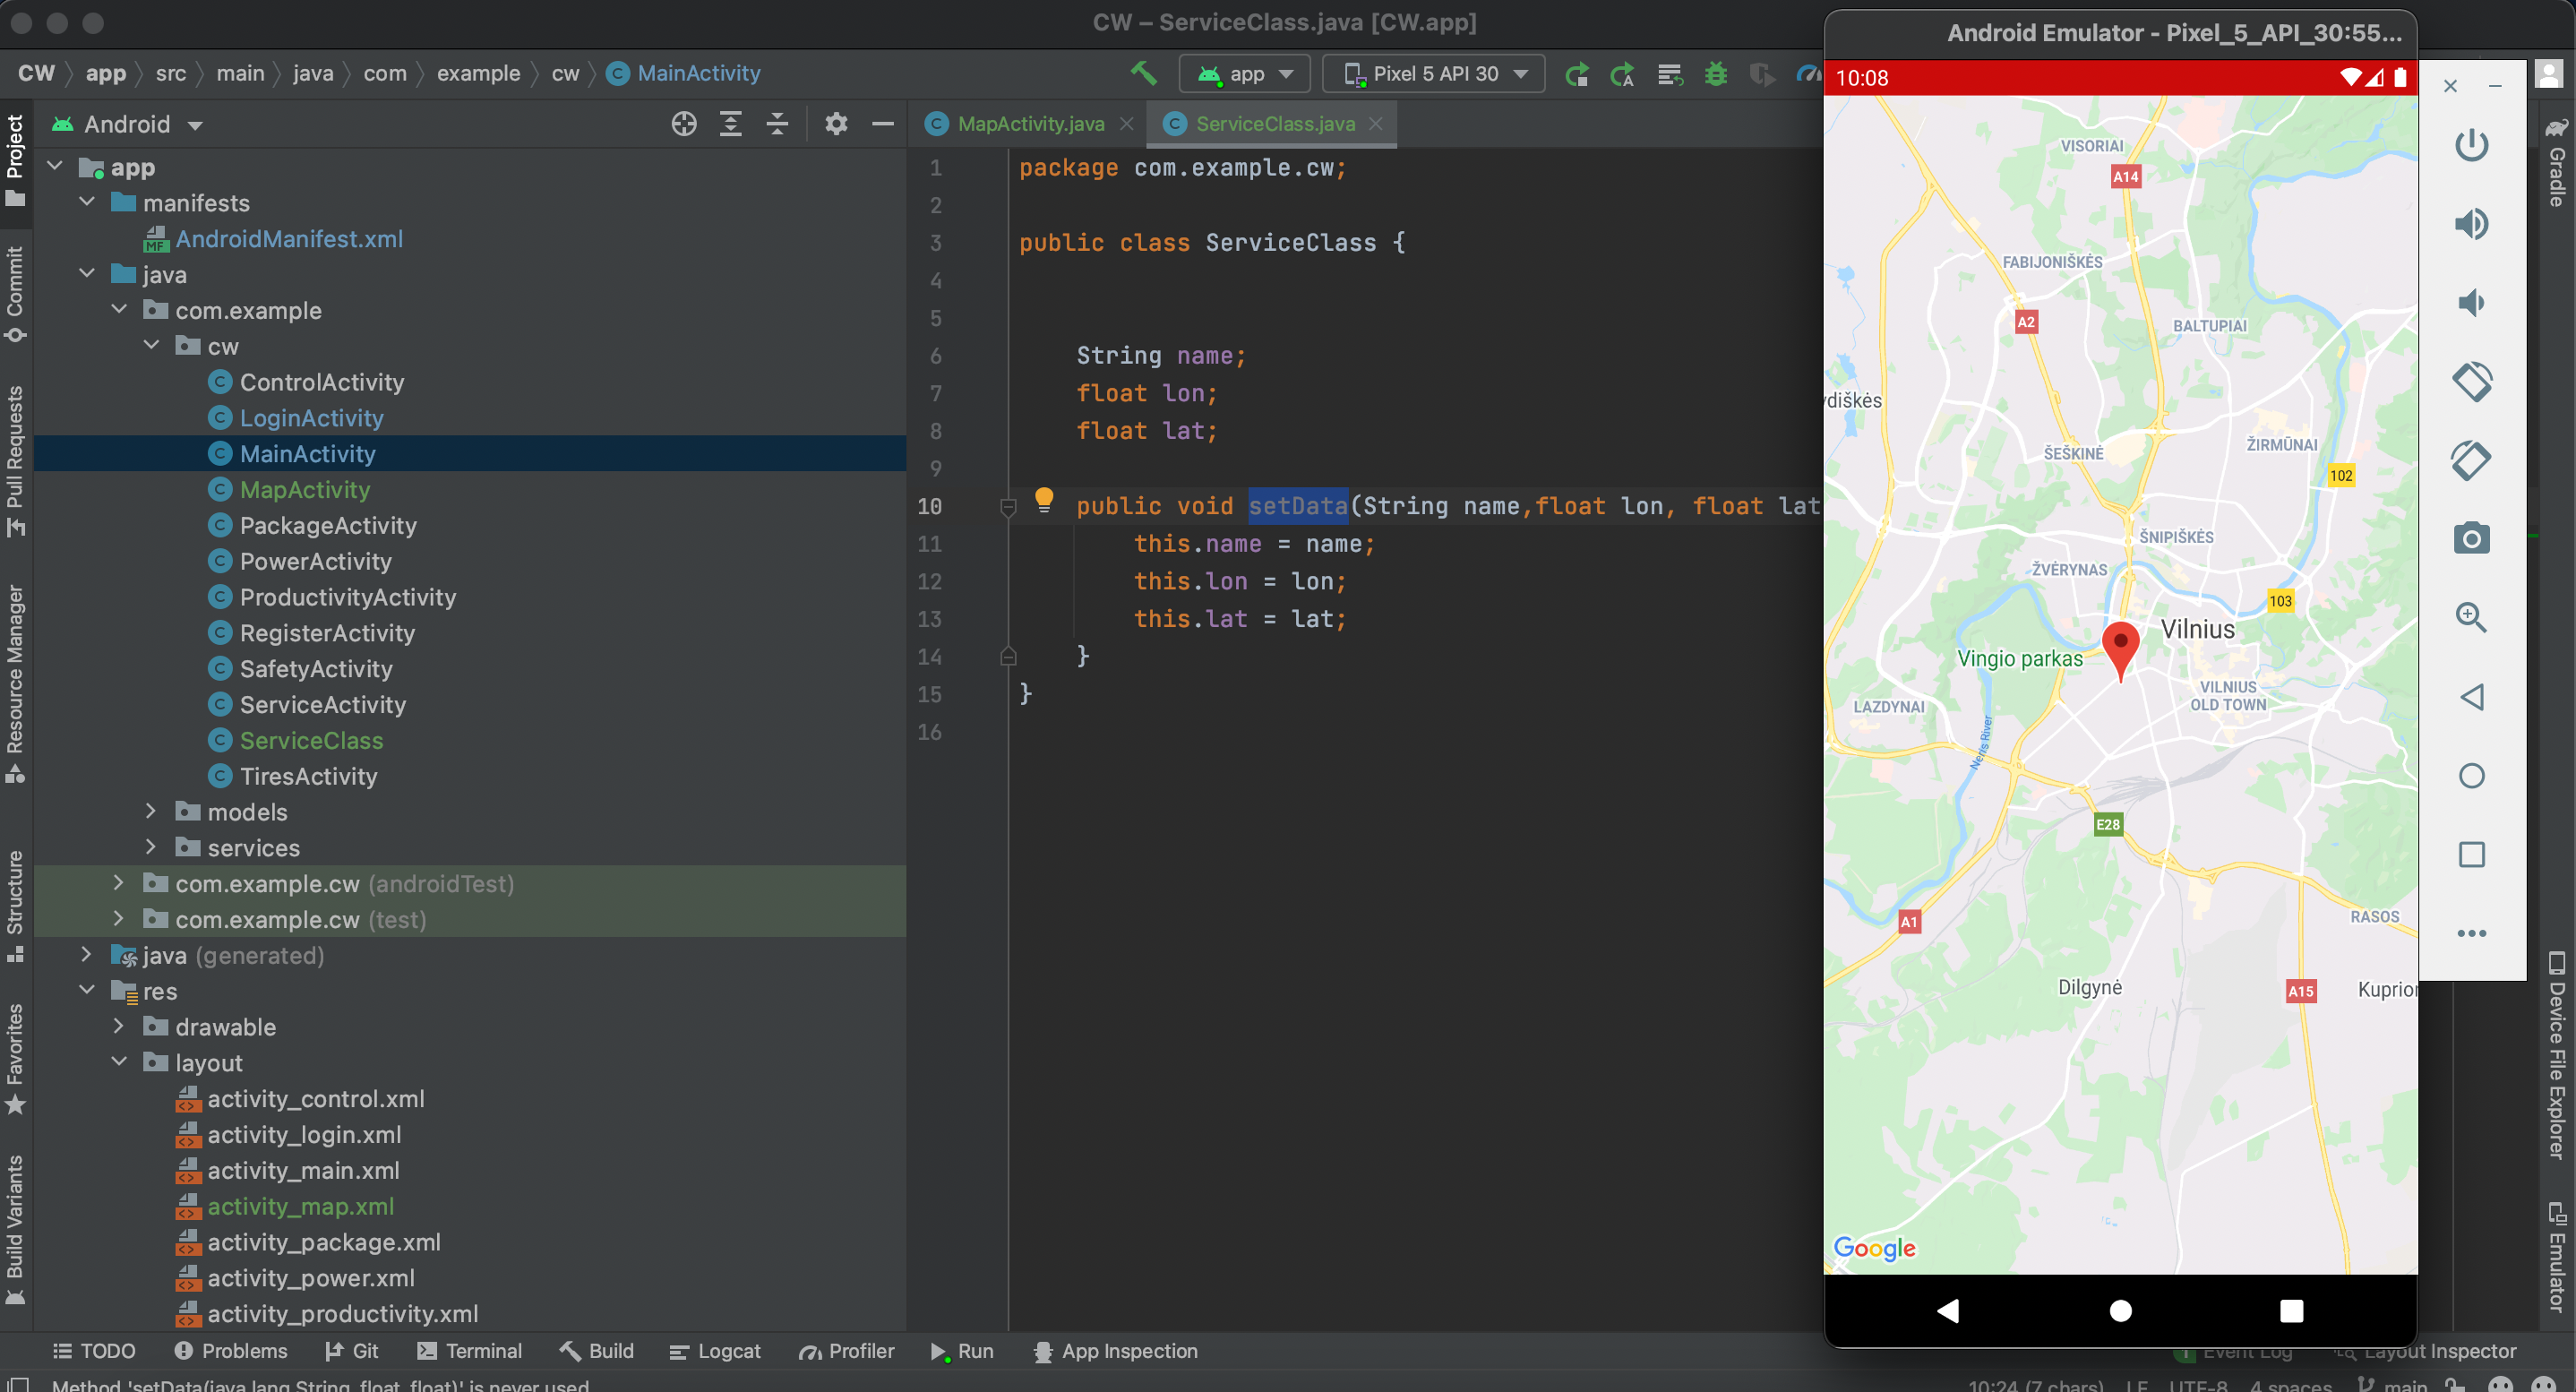 CW – ServiceClass.java [CW.app]
CW app src main java com example cw MainActivity
app
Pixel 5 API 30
Android
MapActivity.java
ServiceClass.java
Project
Commit
Pull Requests
Resource Manager
Structure
Favorites
Build Variants
app
manifests
AndroidManifest.xml
java
com.example
cw
ControlActivity
LoginActivity
MainActivity
MapActivity
PackageActivity
PowerActivity
ProductivityActivity
RegisterActivity
SafetyActivity
ServiceActivity
ServiceClass
TiresActivity
models
services
com.example.cw (androidTest)
com.example.cw (test)
java (generated)
res
drawable
layout
activity_control.xml
activity_login.xml
activity_main.xml
activity_map.xml
activity_package.xml
activity_power.xml
activity_productivity.xml
1 package com.example.cw;
2
3 public class ServiceClass {
4
5
6 String name;
7 float lon;
8 float lat;
9
10 public void setData(String name,float lon, float lat
11 this.name = name;
12 this.lon = lon;
13 this.lat = lat;
14 }
15 }
16
Android Emulator - Pixel_5_API_30:55...
10:08
VISORIAI
A14
FABIJONIŠKĖS
A2
BALTUPIAI
ydiškės
ŠEŠKINĖ
ŽIRMŪNAI
102
ŠNIPIŠKĖS
ŽVĖRYNAS
103
Vilnius
Vingio parkas
VILNIUS
OLD TOWN
LAZDYNAI
Neris River
E28
RASOS
A1
Dilgynė
A15
Kuprion
Google
Gradle
Device File Explorer
Emulator
TODO Problems Git Terminal Build Logcat Profiler Run App Inspection
1 Event Log Layout Inspector
Method 'setData(java.lang.String, float, float)' is never used
10:24 (7 chars) LF UTF-8 4 spaces main